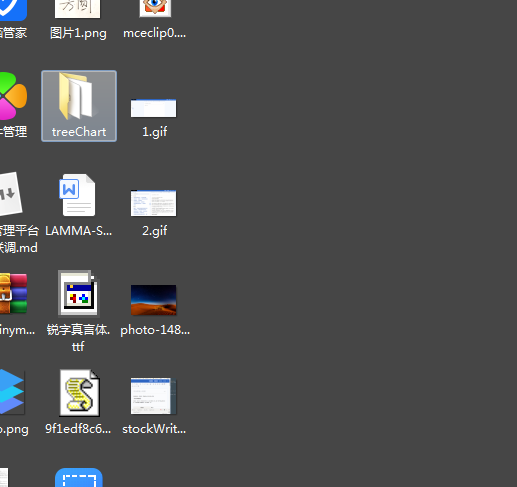 管家
图片1.png
mceclip0....
管理
treeChart
1.gif
管理平台
联调.md
LAMMA-S...
2.gif
inym...
锐字真言体.
ttf
photo-148...
o.png
9f1edf8c6...
stockWrit...